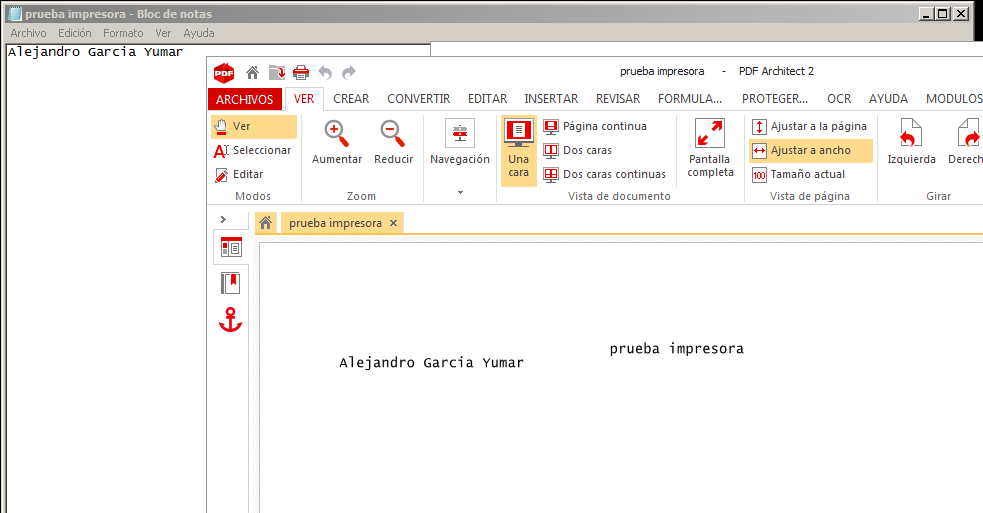 prueba impresora - Bloc de notas
Archivo Edición Formato Ver Ayuda
Alejandro Garcia Yumar
PDF
prueba impresora - PDF Architect 2
ARCHIVOS VER CREAR CONVERTIR EDITAR INSERTAR REVISAR FORMULA... PROTEGER... OCR AYUDA MODULOS
Ver
Seleccionar
Editar
Modos
Aumentar Reducir
Zoom
Navegación
Una cara
Página continua
Dos caras
Dos caras continuas
Vista de documento
Pantalla completa
Ajustar a la página
Ajustar a ancho
100 Tamaño actual
Vista de página
Izquierda Derech
Girar
prueba impresora ×
prueba impresora
Alejandro Garcia Yumar